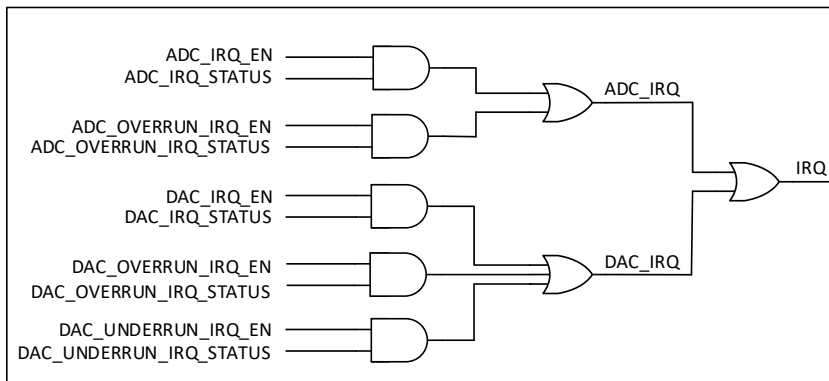 ADC_IRQ_EN
ADC_IRQ_STATUS
ADC_OVERRUN_IRQ_EN
ADC_OVERRUN_IRQ_STATUS
DAC_IRQ_EN
DAC_IRQ_STATUS
DAC_OVERRUN_IRQ_EN
DAC_OVERRUN_IRQ_STATUS
DAC_UNDERRUN_IRQ_EN
DAC_UNDERRUN_IRQ_STATUS
ADC_IRQ
DAC_IRQ
IRQ